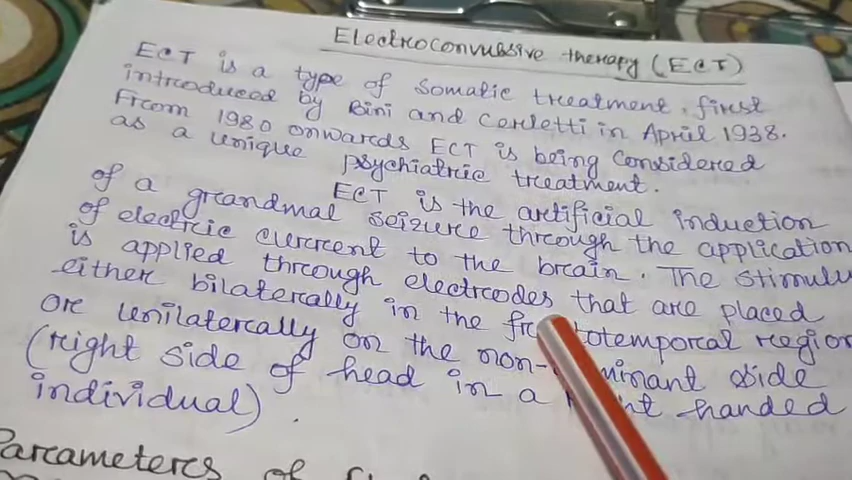 Electroconvulsive therapy (ECT)
ECT is a type of somatic treatment first
introduced by Bini and Cerletti in April 1938.
From 1980 onwards ECT is being considered
as a unique psychiatric treatment.
ECT is the artificial induction
of a grandmal seizure through the application
of electric current to the brain. The stimulu
is applied through electrodes that are placed
either bilaterally in the temporal region
or unilaterally on the non- side
(right side of head in a handed
individual).
Parameters of